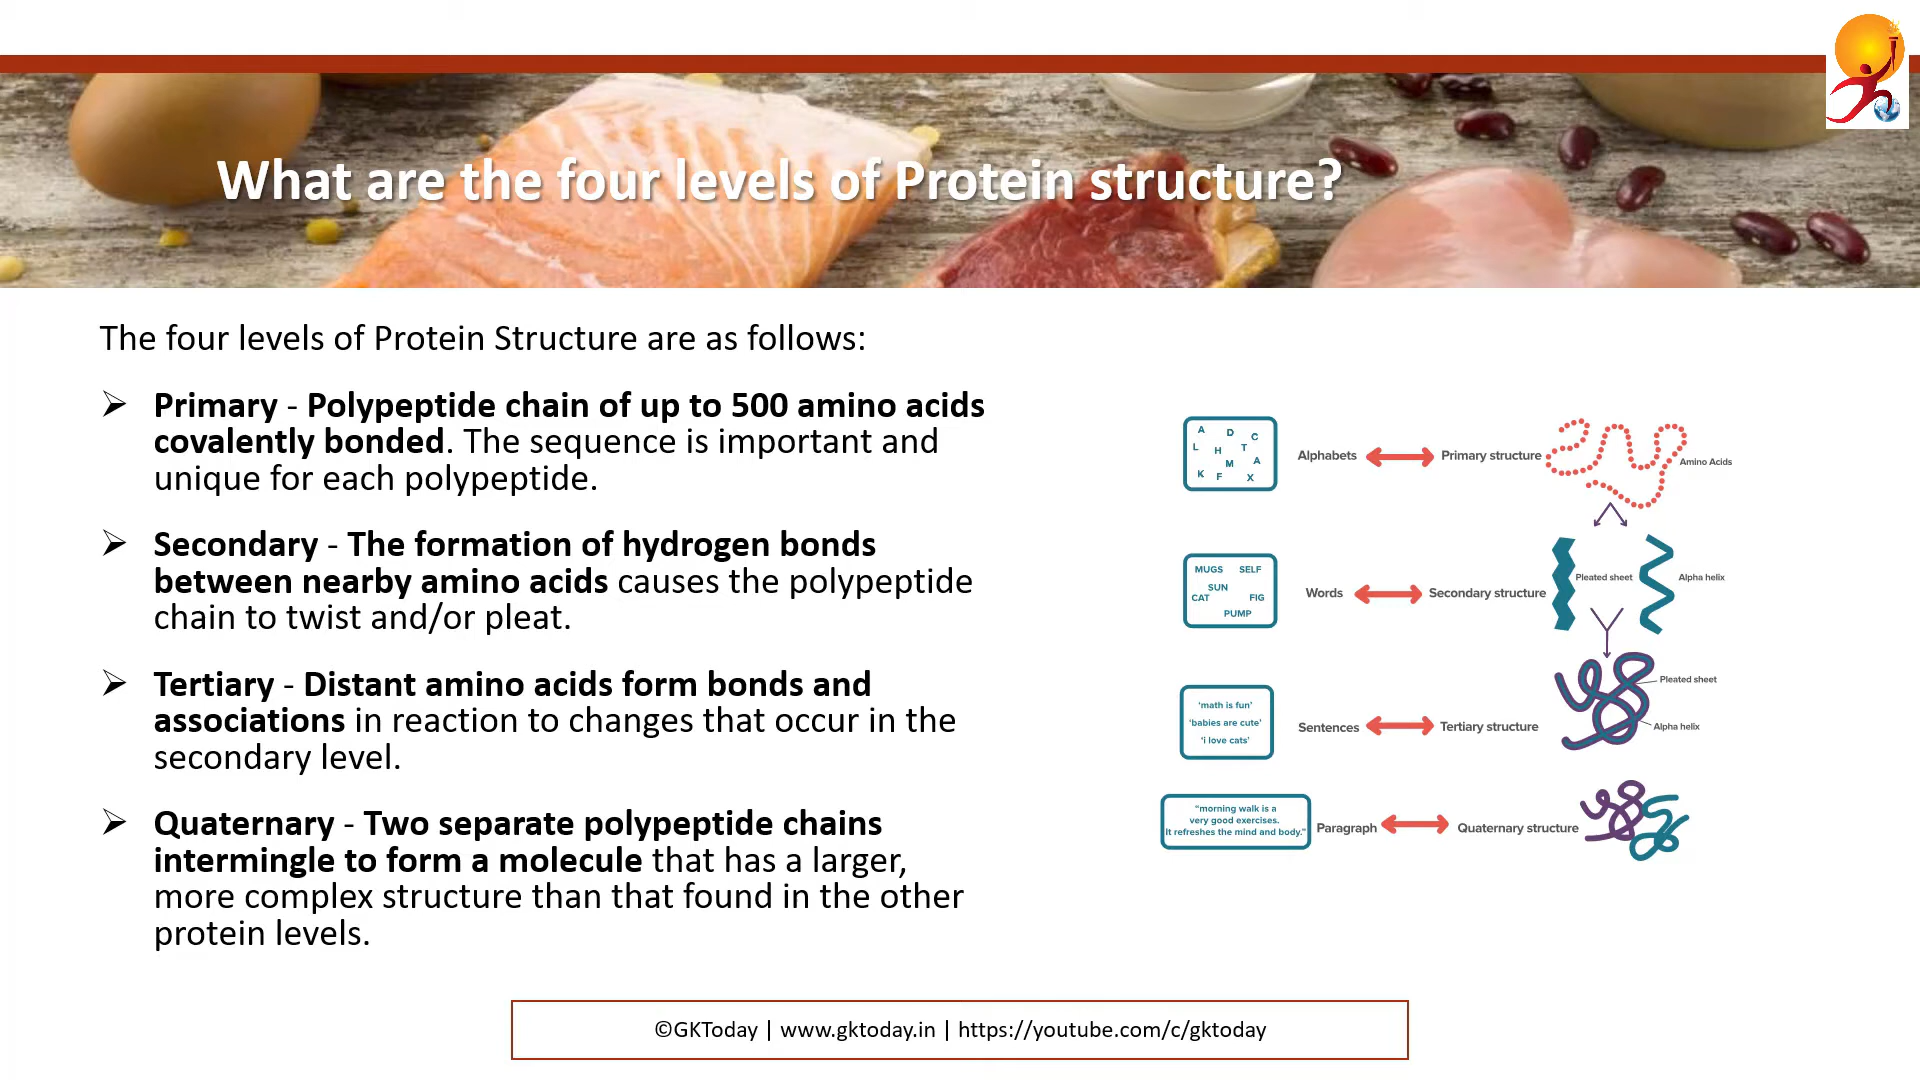 What are the four levels of Protein structure?
The four levels of Protein Structure are as follows:
➢ Primary - Polypeptide chain of up to 500 amino acids
covalently bonded. The sequence is important and
unique for each polypeptide.
➢ Secondary - The formation of hydrogen bonds
between nearby amino acids causes the polypeptide
chain to twist and/or pleat.
➢ Tertiary - Distant amino acids form bonds and
associations in reaction to changes that occur in the
secondary level.
➢ Quaternary - Two separate polypeptide chains
intermingle to form a molecule that has a larger,
more complex structure than that found in the other
protein levels.
A D C
L H T
M A
K F X
Alphabets
Primary structure
Amino Acids
MUGS SELF
SUN
CAT FIG
PUMP
Words
Secondary structure
Pleated sheet
Alpha helix
'math is fun'
'babies are cute'
'i love cats'
Sentences
Tertiary structure
Pleated sheet
Alpha helix
"morning walk is a
very good exercises.
It refreshes the mind and body."
Paragraph
Quaternary structure
©GKToday | www.gktoday.in | https://youtube.com/c/gktoday